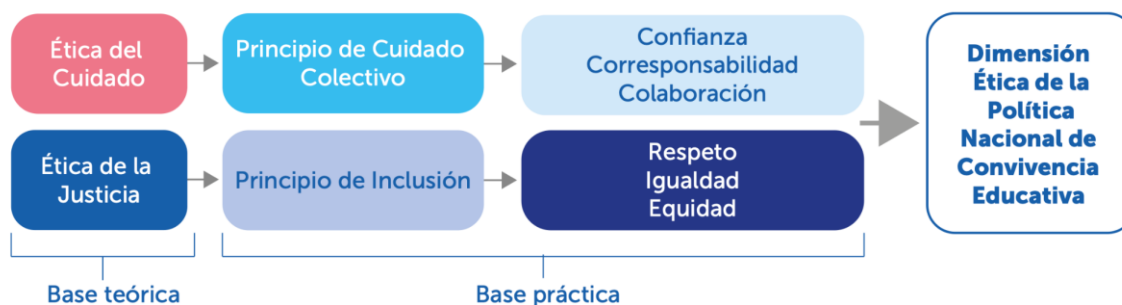 Ética del
Cuidado
Principio de Cuidado
Colectivo
Confianza
Corresponsabilidad
Colaboración
Ética de la
Justicia
Principio de Inclusión
Respeto
Igualdad
Equidad
Dimensión
Ética de la
Política
Nacional de
Convivencia
Educativa
Base teórica
Base práctica